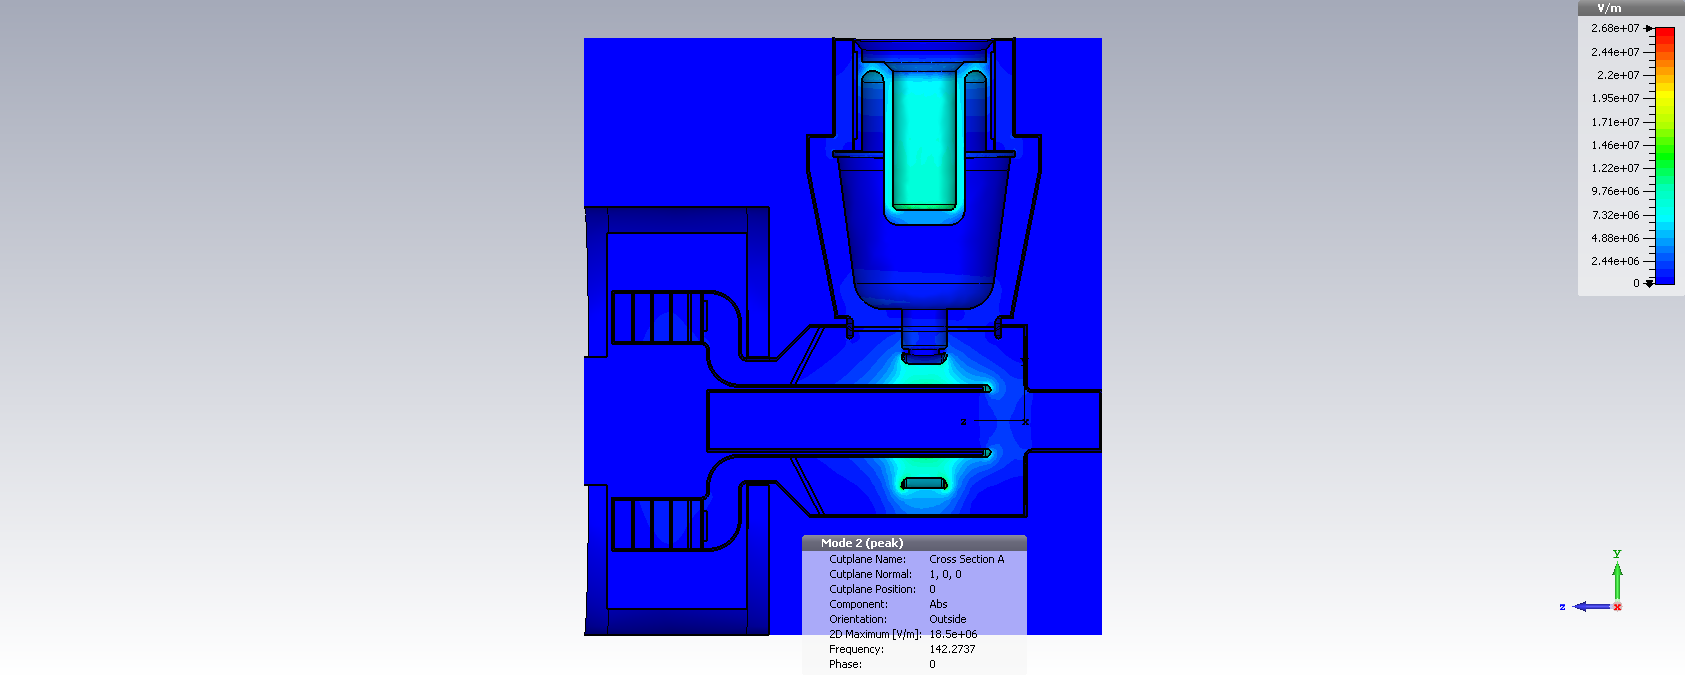 V/m
2.68e+07
2.44e+07
2.2e+07
1.95e+07
1.71e+07
1.46e+07
1.22e+07
9.76e+06
7.32e+06
4.88e+06
2.44e+06
0
z
x
Mode 2 (peak)
Cutplane Name: Cross Section A
Cutplane Normal: 1, 0, 0
Cutplane Position: 0
Component: Abs
Orientation: Outside
2D Maximum [V/m]: 18.5e+06
Frequency: 142.2737
Phase: 0
y
z
x